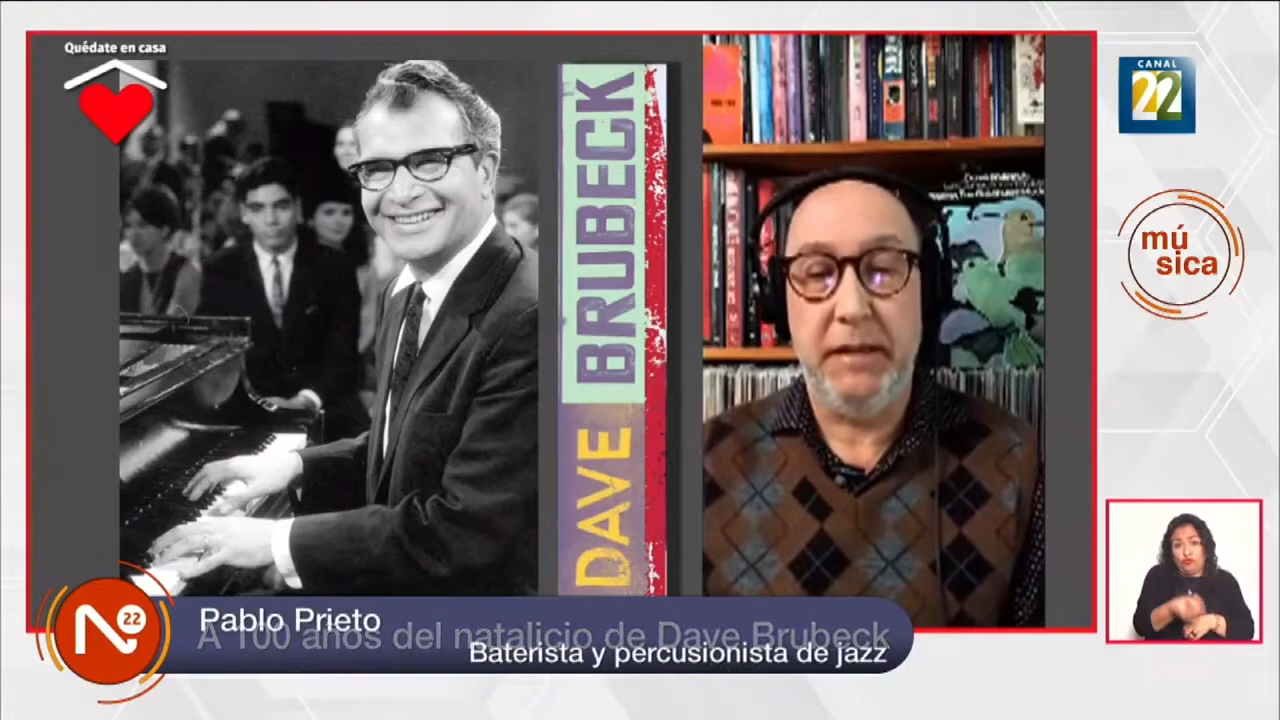 Quédate en casa
DAVE BRUBECK
CANAL
22
mú
sica
N22
Pablo Prieto
A 100 años del natalicio de Dave Brubeck
Baterista y percusionista de jazz